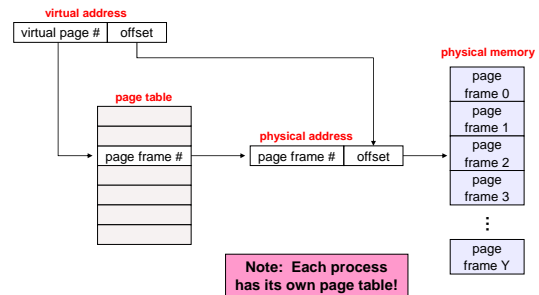 virtual address
virtual page #
offset
physical memory
page
frame 0
page
frame 1
page
frame 2
page
frame 3
page
frame Y
page table
page frame #
physical address
page frame #
offset
Note: Each process
has its own page table!